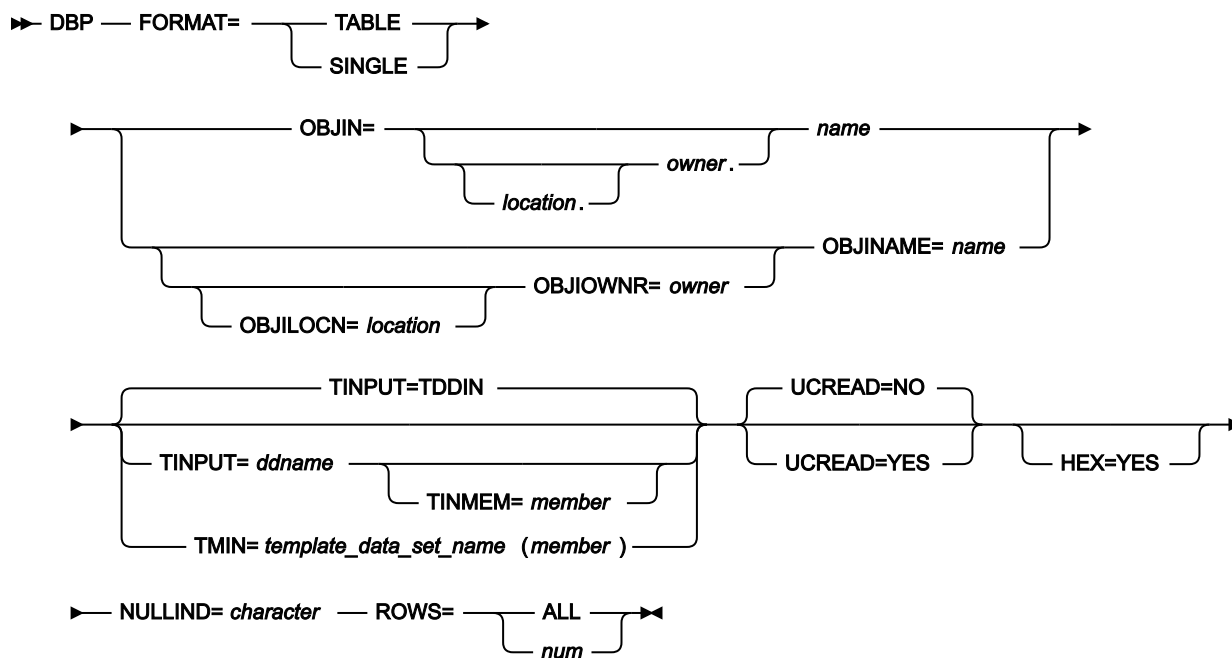 DBP FORMAT= TABLE
SINGLE
OBJIN= name
owner.
location.
OBJINAME= name
OBJIOWNR= owner
OBJILOCN= location
TINPUT=TDDIN UCREAD=NO
TINPUT= ddname UCREAD=YES HEX=YES
TINMEM= member
TMIN= template_data_set_name (member)
NULLIND= character ROWS= ALL
num